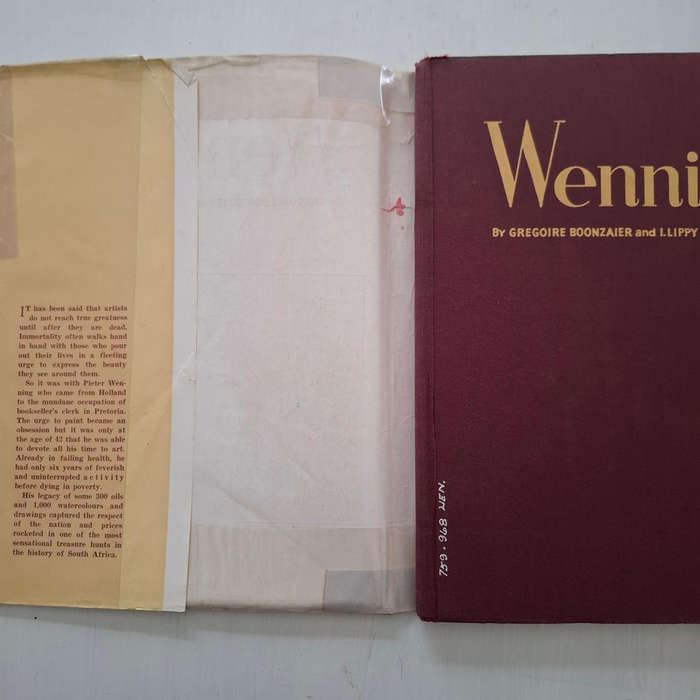 IT has been said that artists
do not reach true greatness
until after they are dead.
Immortality often walks hand
in hand with those who pour
out their lives in a fleeting
urge to express the beauty
they see around them.
So it was with Pieter Wen-
ning who came from Holland
to the mundane occupation of
bookseller's clerk in Pretoria.
The urge to paint became an
obsession but it was only at
the age of 42 that he was able
to devote all his time to art.
Already in failing health, he
had only six years of feverish
and uninterrupted activity
before dying in poverty.
His legacy of some 300 oils
and 1,000 watercolours and
drawings captured the respect
of the nation and prices
rocketed in one of the most
sensational treasure hunts in
the history of South Africa.
Wenni
By GREGOIRE BOONZAIER and I. LIPPY
759.968 WEN.